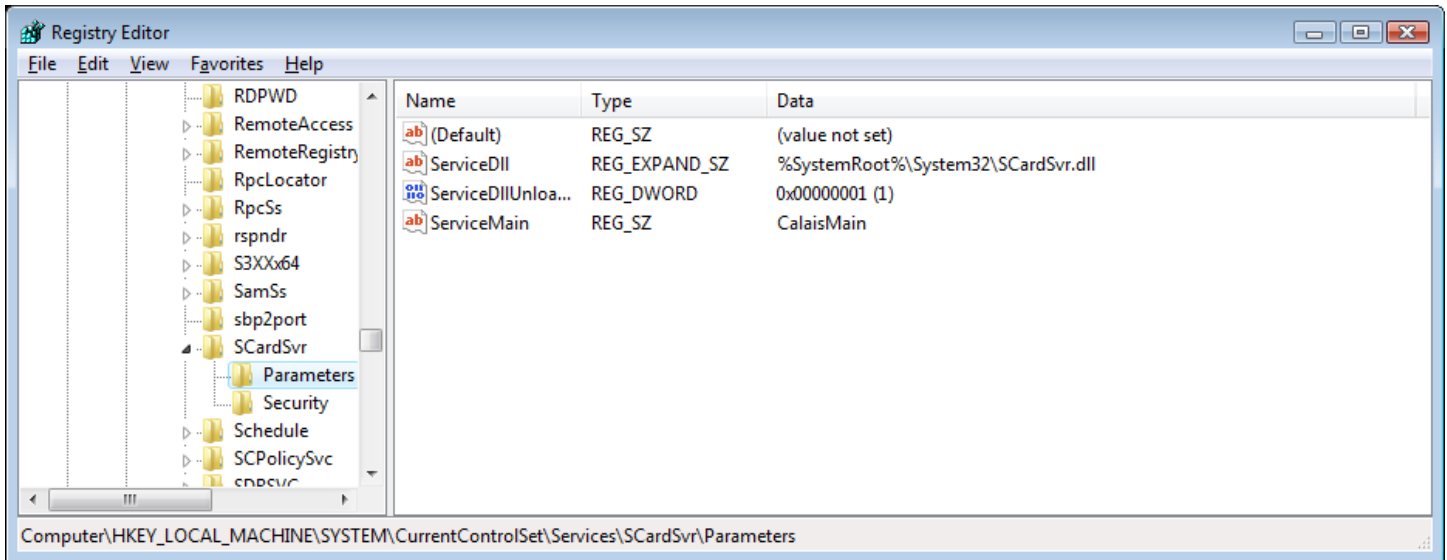 Registry Editor
File Edit View Favorites Help
RDPWD
RemoteAccess
RemoteRegistry
RpcLocator
RpcSs
rspndr
S3XXx64
SamSs
sbp2port
SCardSvr
Parameters
Security
Schedule
SCPolicySvc
SDRSVC
Name Type Data
(Default) REG_SZ (value not set)
ServiceDll REG_EXPAND_SZ %SystemRoot%\System32\SCardSvr.dll
ServiceDllUnloa... REG_DWORD 0x00000001 (1)
ServiceMain REG_SZ CalaisMain
Computer\HKEY_LOCAL_MACHINE\SYSTEM\CurrentControlSet\Services\SCardSvr\Parameters